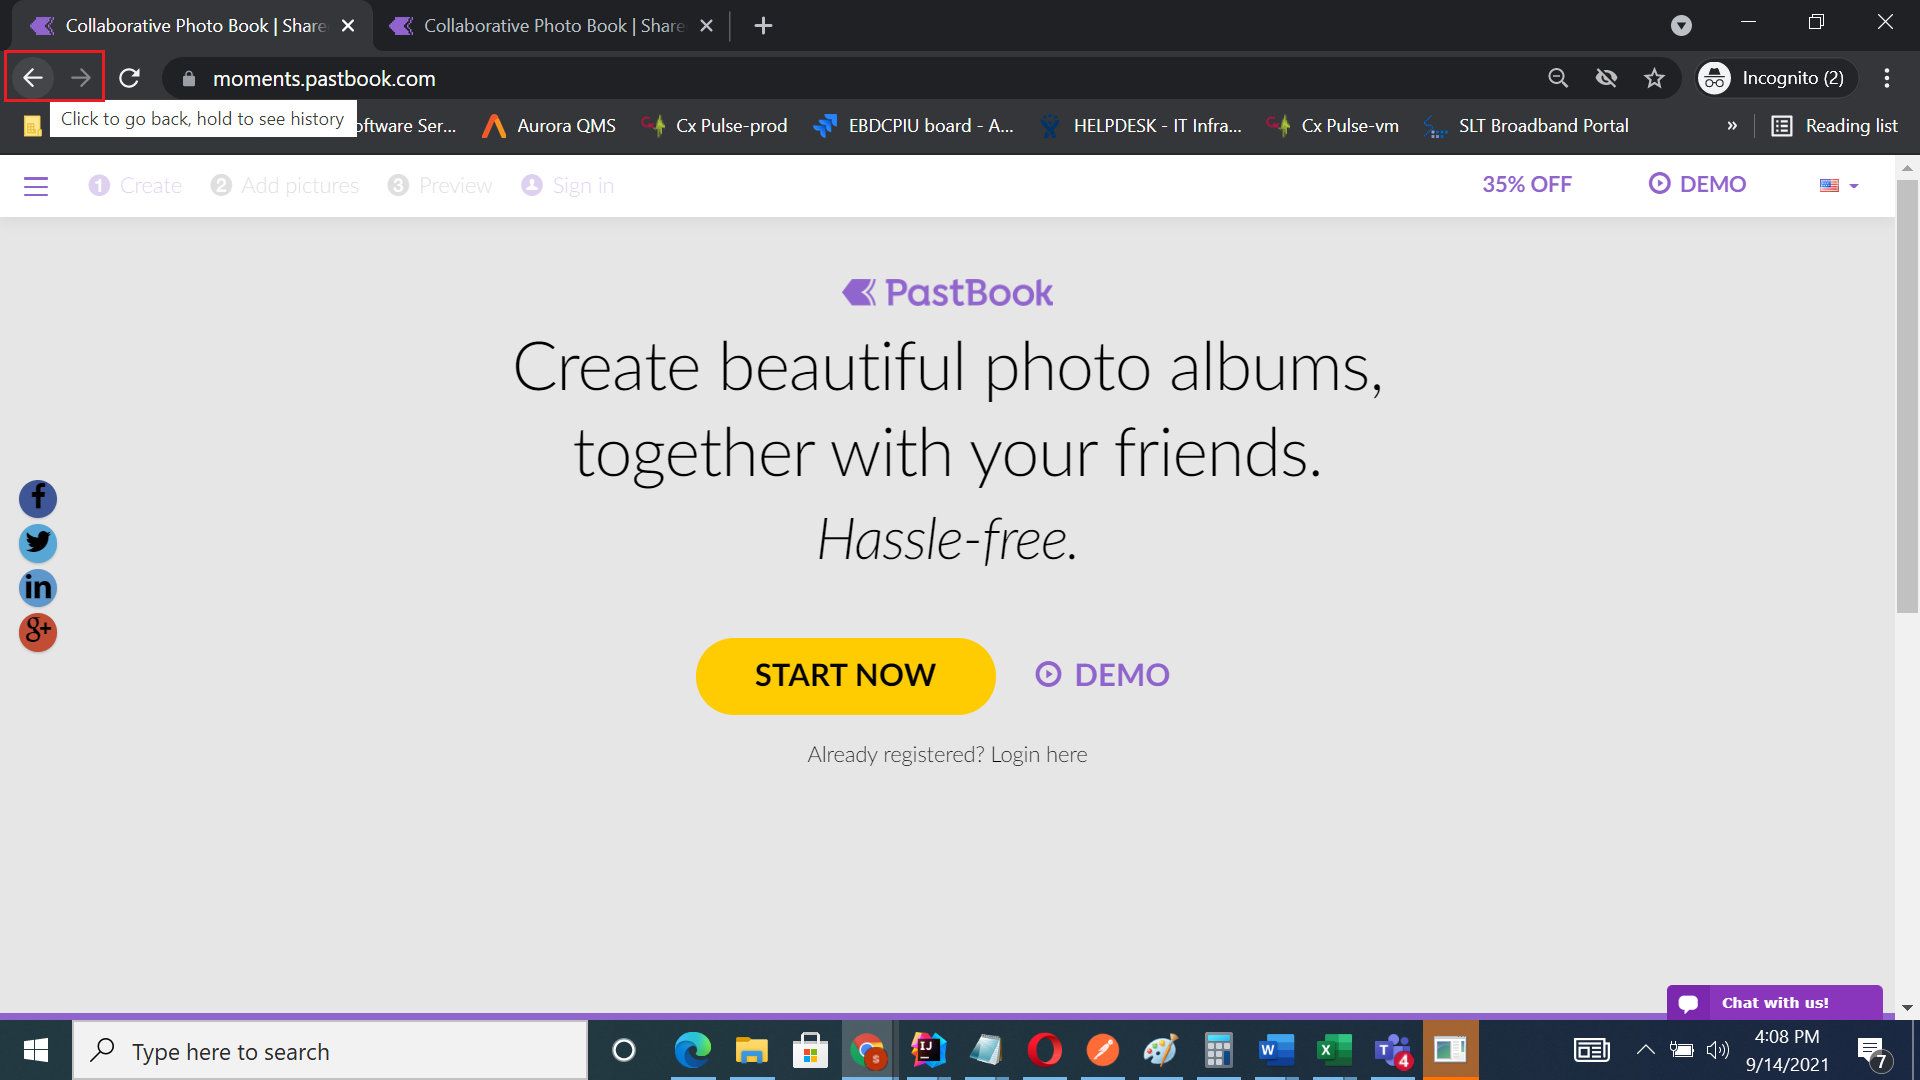 Collaborative Photo Book | Share
Collaborative Photo Book | Share
moments.pastbook.com
Incognito (2)
Click to go back, hold to see history
oftware Ser...
Aurora QMS
Cx Pulse-prod
EBDCPIU board - A...
HELPDESK - IT Infra...
Cx Pulse-vm
SLT Broadband Portal
»
Reading list
1 Create
2 Add pictures
3 Preview
Sign in
35% OFF
DEMO
PastBook
Create beautiful photo albums,
together with your friends.
Hassle-free.
f
in
g+
START NOW
DEMO
Already registered? Login here
Chat with us!
Type here to search
S
IJ
W
X
T
4
4:08 PM
9/14/2021
7